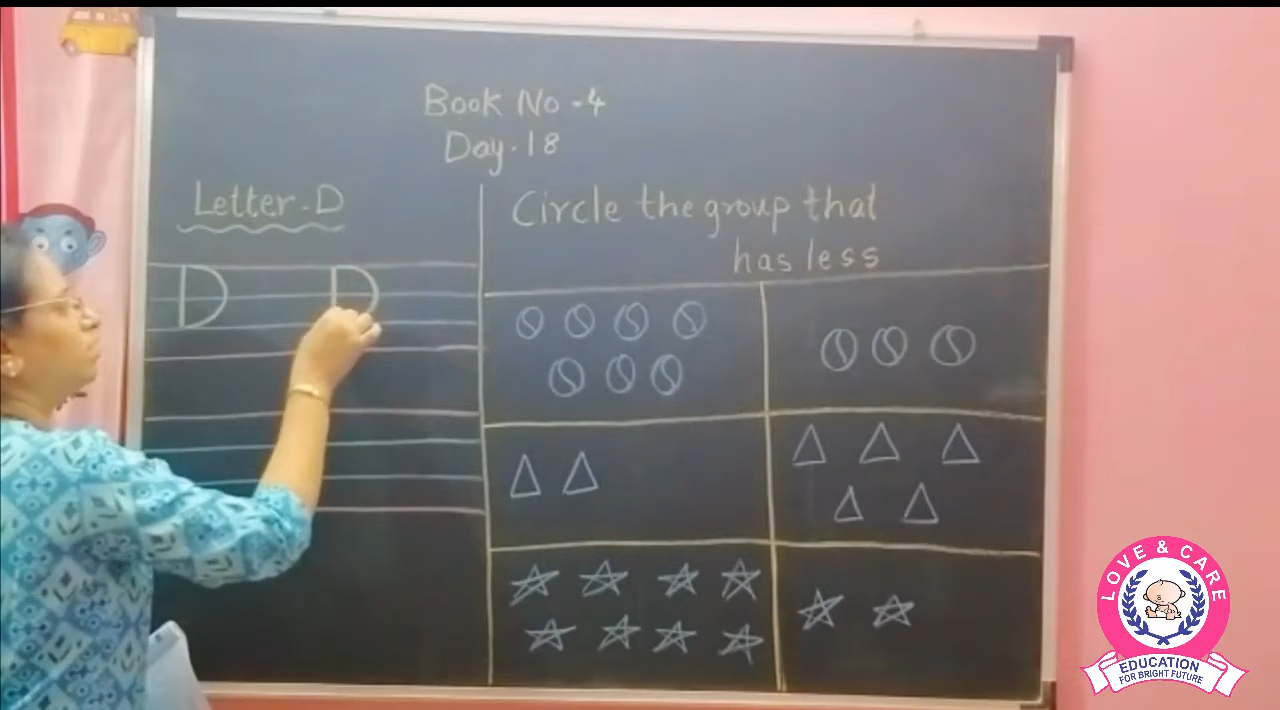 Book No - 4
Day. 18
Letter. D
D D
Circle the group that
has less
LOVE & CARE
EDUCATION
FOR BRIGHT FUTURE